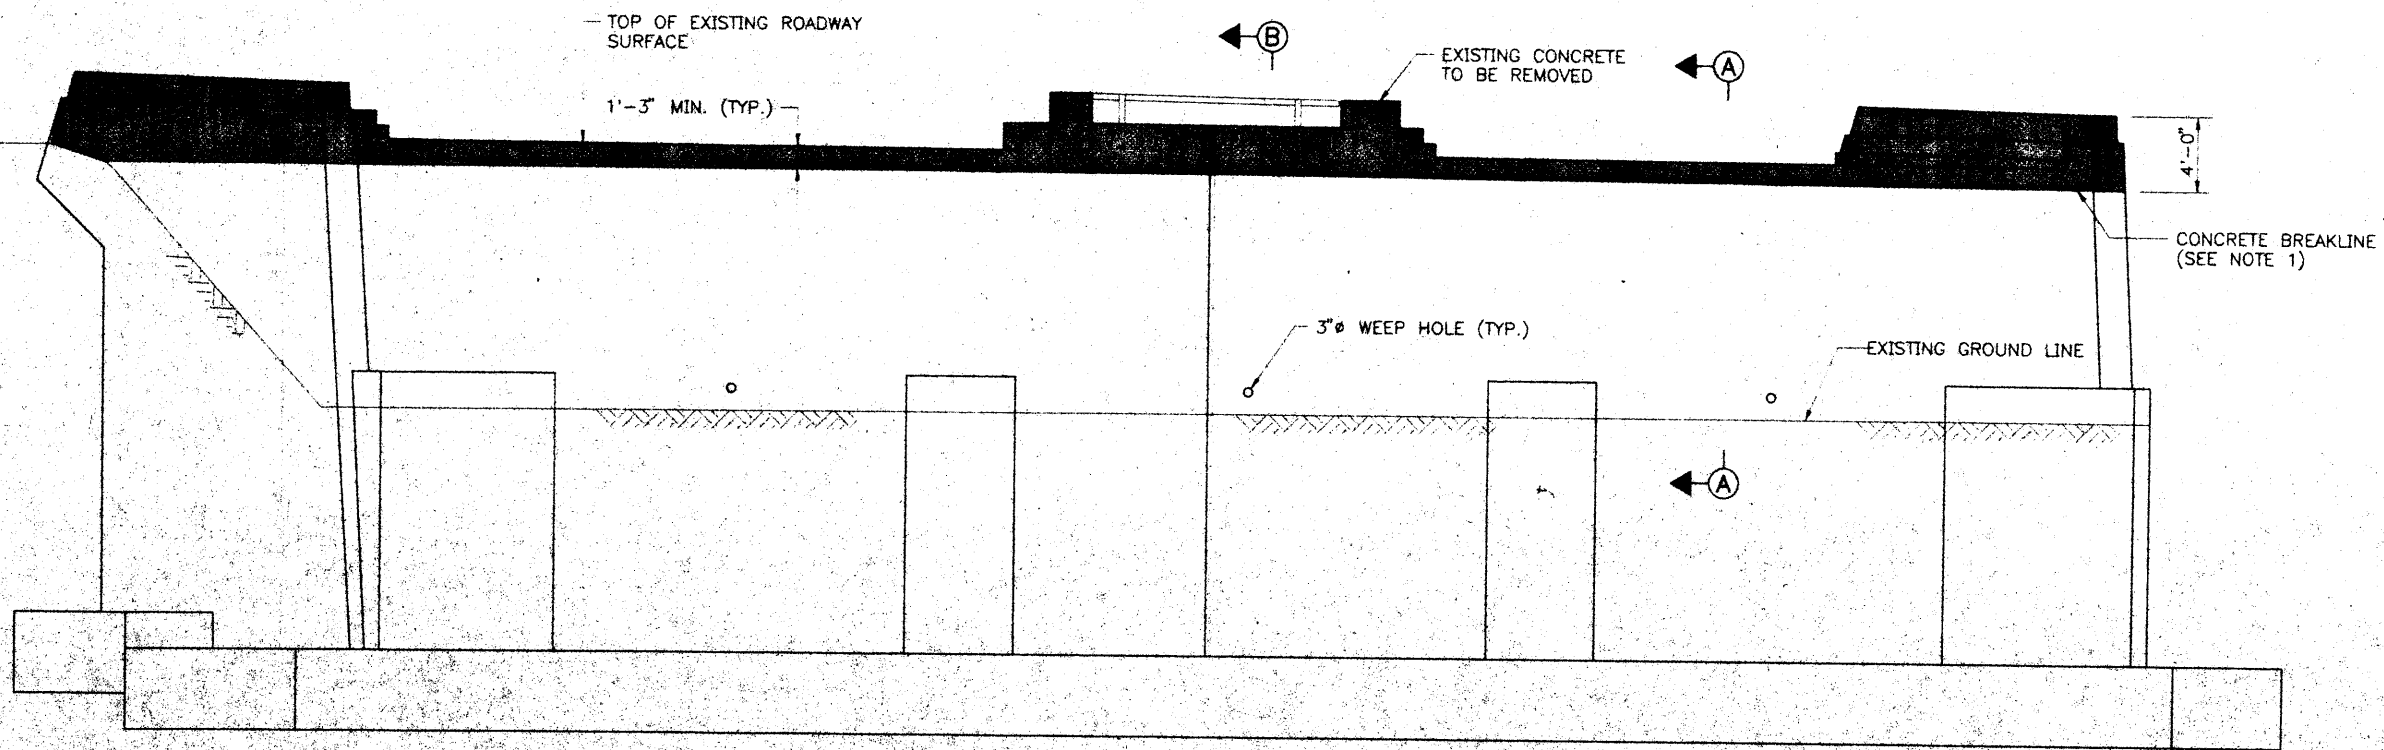 TOP OF EXISTING ROADWAY
SURFACE
B
EXISTING CONCRETE
TO BE REMOVED
A
1'-3" MIN. (TYP.)
4'-0"
CONCRETE BREAKLINE
(SEE NOTE 1)
3"ø WEEP HOLE (TYP.)
EXISTING GROUND LINE
A